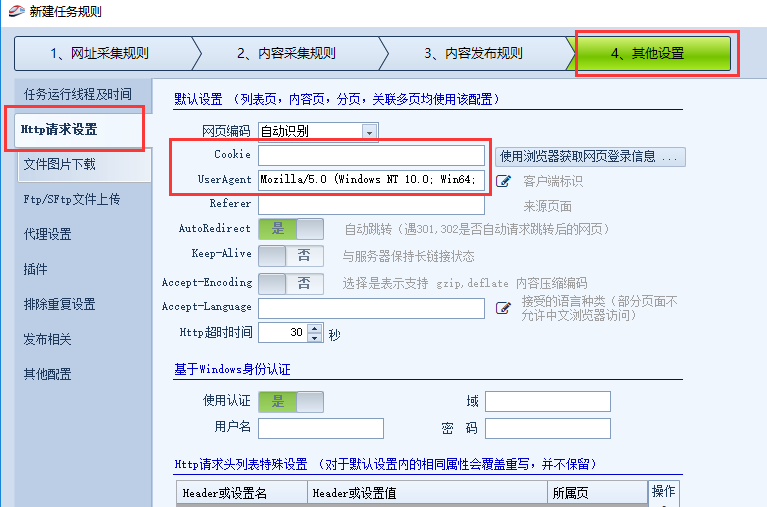 新建任务规则
1、网址采集规则
2、内容采集规则
3、内容发布规则
4、其他设置
任务运行线程及时间
Http请求设置
文件图片下载
Ftp/SFtp文件上传
代理设置
插件
排除重复设置
发布相关
其他配置
默认设置 (列表页，内容页，分页，关联多页均使用该配置)
网页编码 自动识别
Cookie 使用浏览器获取网页登录信息 ...
UserAgent Mozilla/5.0 (Windows NT 10.0; Win64; 客户端标识
Referer 来源页面
AutoRedirect 是 自动跳转 (遇301,302是否自动请求跳转后的网页)
Keep-Alive 否 与服务器保持长链接状态
Accept-Encoding 否 选择是表示支持 gzip,deflate 内容压缩编码
Accept-Language 接受的语言种类 (部分页面不
允许中文浏览器访问)
Http超时时间 30 秒
基于Windows身份认证
使用认证 是 域
用户名 密 码
Http请求头列表特殊设置 (对于默认设置内的相同属性会覆盖重写，并不保留)
Header或设置名 Header或设置值 所属页 操作